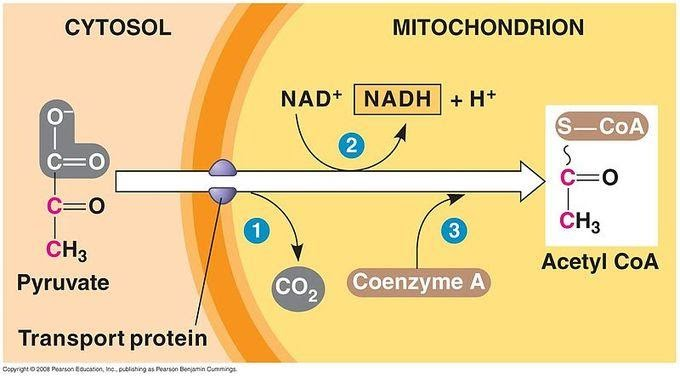 CYTOSOL
MITOCHONDRION
NAD⁺ NADH + H⁺
O⁻
C=O
C=O
CH₃
Pyruvate
Transport protein
2
1
3
CO₂
Coenzyme A
S—CoA
C=O
CH₃
Acetyl CoA
Copyright © 2008 Pearson Education, Inc., publishing as Pearson Benjamin Cummings.